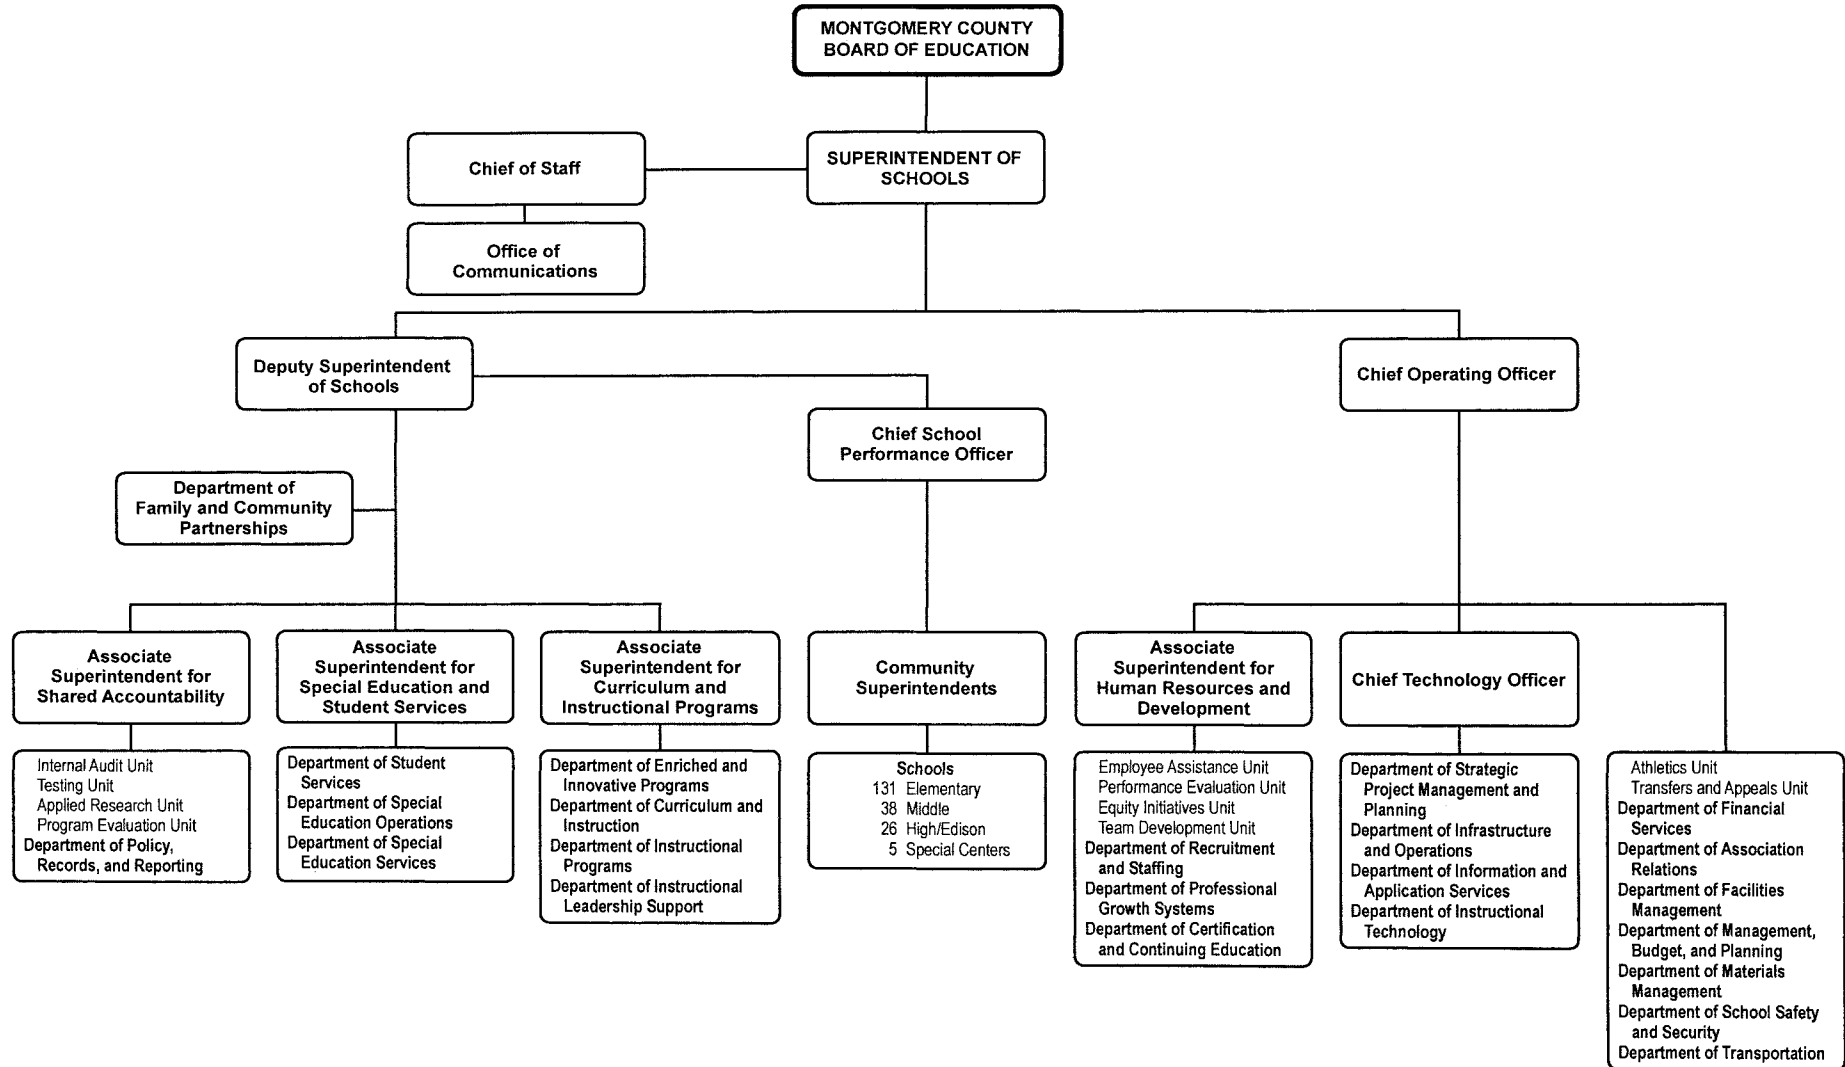 MONTGOMERY COUNTY
BOARD OF EDUCATION
SUPERINTENDENT OF
SCHOOLS
Chief of Staff
Office of
Communications
Deputy Superintendent
of Schools
Chief Operating Officer
Chief School
Performance Officer
Department of
Family and Community
Partnerships
Associate
Superintendent for
Shared Accountability
Associate
Superintendent for
Special Education and
Student Services
Associate
Superintendent for
Curriculum and
Instructional Programs
Community
Superintendents
Associate
Superintendent for
Human Resources and
Development
Chief Technology Officer
Internal Audit Unit
Testing Unit
Applied Research Unit
Program Evaluation Unit
Department of Policy,
Records, and Reporting
Department of Student
Services
Department of Special
Education Operations
Department of Special
Education Services
Department of Enriched and
Innovative Programs
Department of Curriculum and
Instruction
Department of Instructional
Programs
Department of Instructional
Leadership Support
Schools
131 Elementary
38 Middle
26 High/Edison
5 Special Centers
Employee Assistance Unit
Performance Evaluation Unit
Equity Initiatives Unit
Team Development Unit
Department of Recruitment
and Staffing
Department of Professional
Growth Systems
Department of Certification
and Continuing Education
Department of Strategic
Project Management and
Planning
Department of Infrastructure
and Operations
Department of Information and
Application Services
Department of Instructional
Technology
Athletics Unit
Transfers and Appeals Unit
Department of Financial
Services
Department of Association
Relations
Department of Facilities
Management
Department of Management,
Budget, and Planning
Department of Materials
Management
Department of School Safety
and Security
Department of Transportation